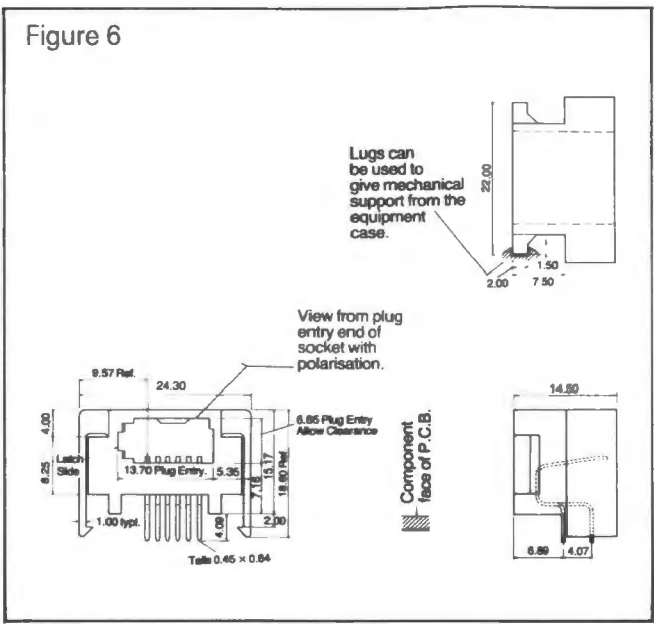 Figure 6
Lugs can
be used to
give mechanical
support from the
equipment
case.
22.00
1.50
2.00
7.50
View from plug
entry end of
socket with
polarisation.
9.57 Ref.
24.30
4.00
8.25
Latch
Side
13.70 Plug Entry.
5.35
6.85 Plug Entry
Allow Clearance
7.15
15.17
18.60 Ref.
1.00 typl.
4.09
2.00
Tails 0.45 × 0.64
Component
face of P.C.B.
14.50
6.89
4.07